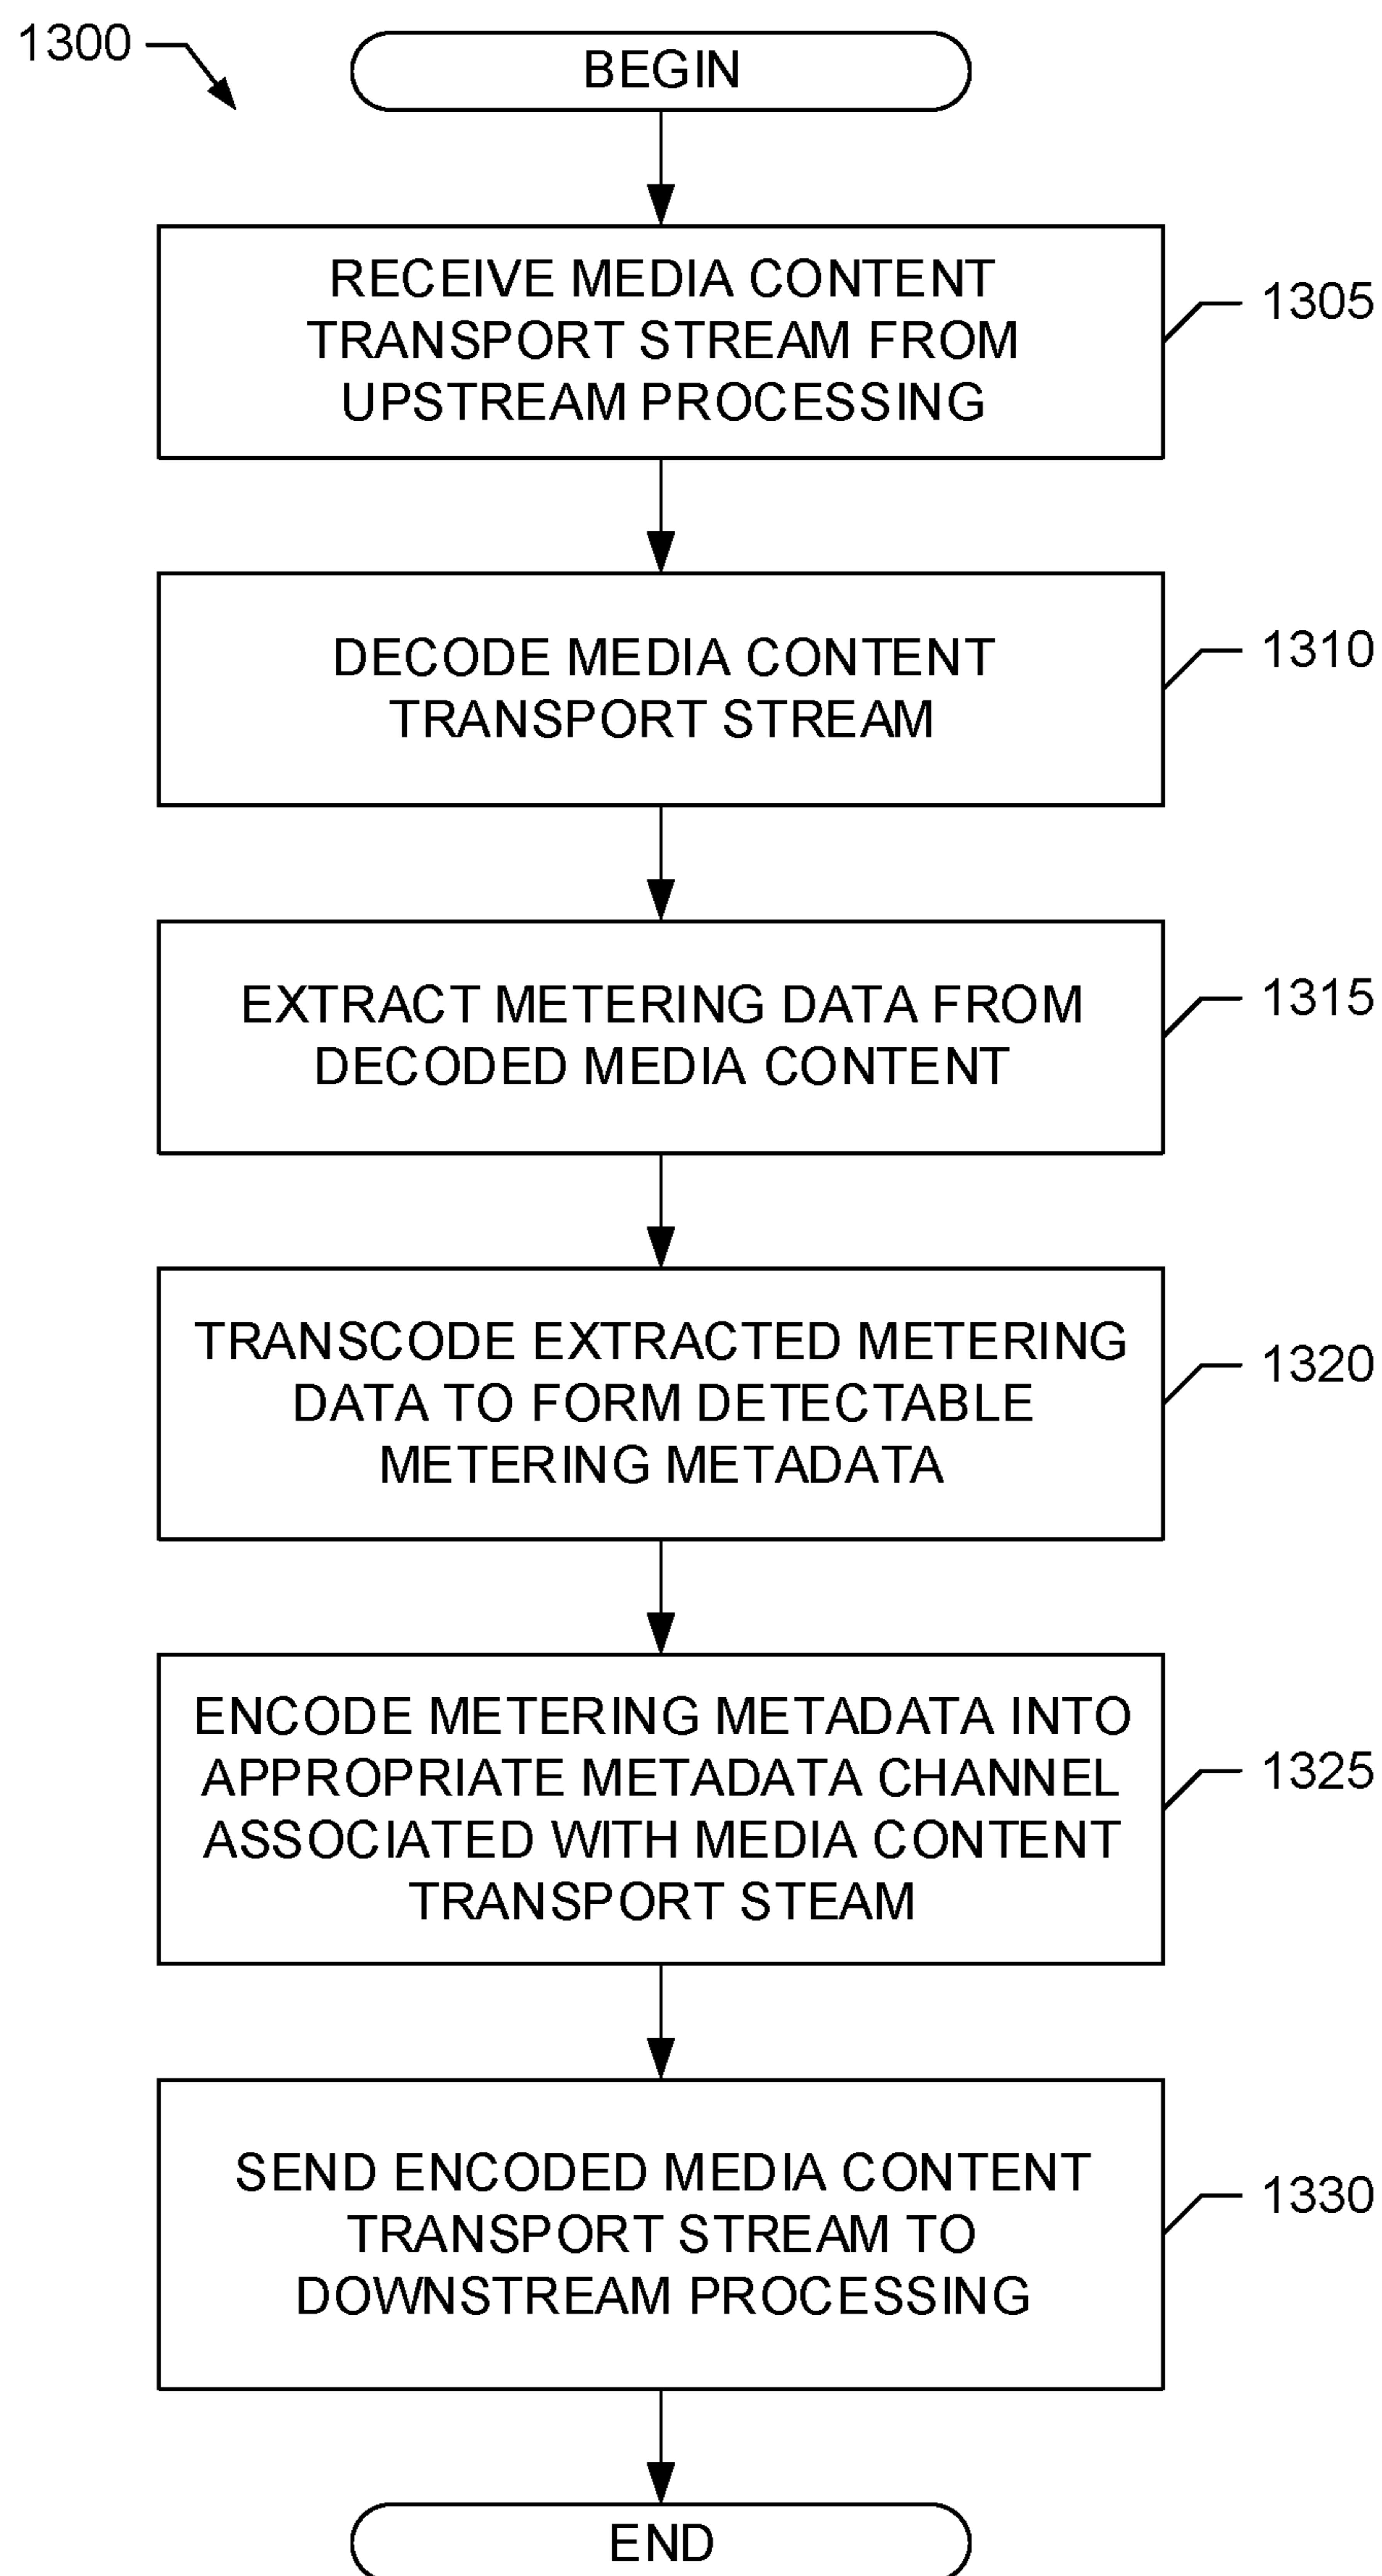 1300
BEGIN
RECEIVE MEDIA CONTENT
TRANSPORT STREAM FROM
UPSTREAM PROCESSING
1305
DECODE MEDIA CONTENT
TRANSPORT STREAM
1310
EXTRACT METERING DATA FROM
DECODED MEDIA CONTENT
1315
TRANSCODE EXTRACTED METERING
DATA TO FORM DETECTABLE
METERING METADATA
1320
ENCODE METERING METADATA INTO
APPROPRIATE METADATA CHANNEL
ASSOCIATED WITH MEDIA CONTENT
TRANSPORT STEAM
1325
SEND ENCODED MEDIA CONTENT
TRANSPORT STREAM TO
DOWNSTREAM PROCESSING
1330
END